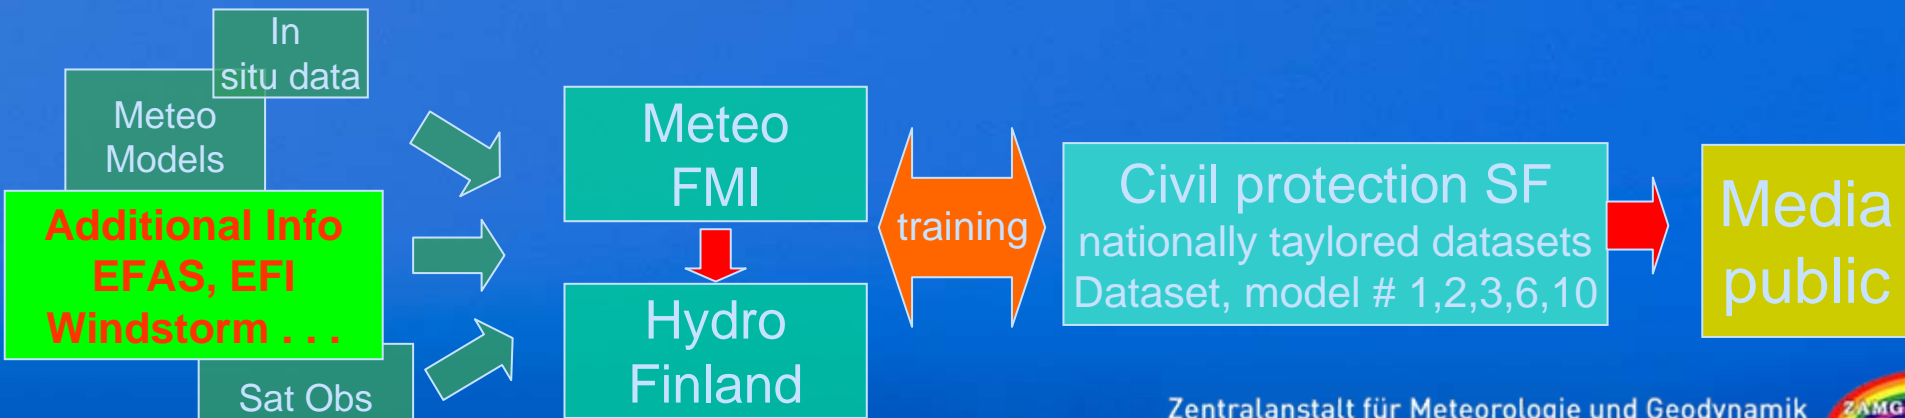 In
situ data
Meteo
Models
Additional Info
EFAS, EFI
Windstorm . . .
Sat Obs
Meteo
FMI
Hydro
Finland
training
Civil protection SF
nationally taylored datasets
Dataset, model # 1,2,3,6,10
Media
public
Zentralanstalt für Meteorologie und Geodynamik
ZAMG